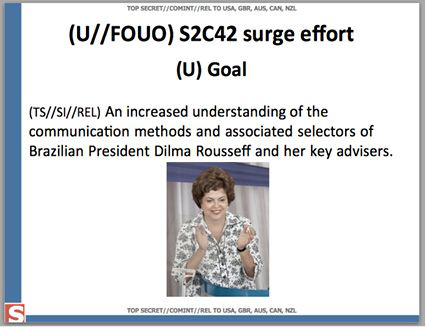 TOP SECRET//COMINT//REL TO USA, GBR, AUS, CAN, NZL
(U//FOUO) S2C42 surge effort
(U) Goal
(TS//SI//REL) An increased understanding of the
communication methods and associated selectors of
Brazilian President Dilma Rousseff and her key advisers.
S
TOP SECRET//COMINT//REL TO USA, GBR, AUS, CAN, NZL